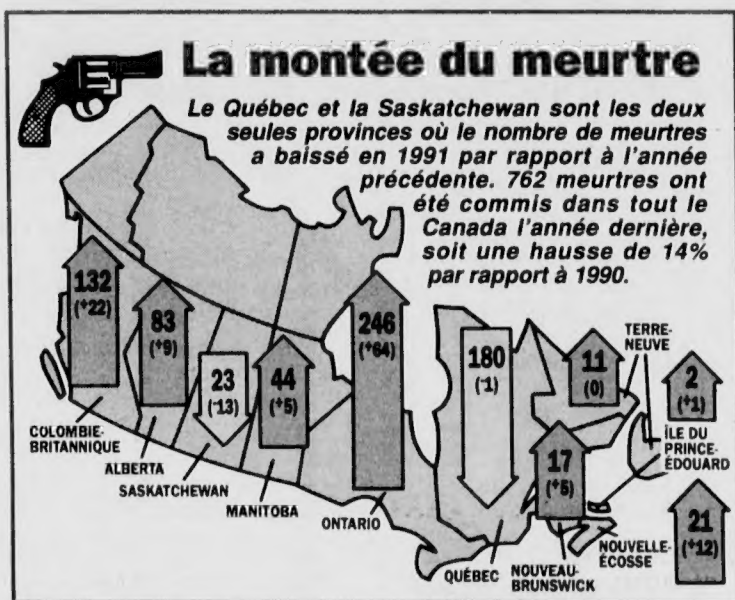 La montée du meurtre
Le Québec et la Saskatchewan sont les deux
seules provinces où le nombre de meurtres
a baissé en 1991 par rapport à l'année
précédente. 762 meurtres ont
été commis dans tout le
Canada l'année dernière,
soit une hausse de 14%
par rapport à 1990.
132
(+22)
COLOMBIE-
BRITANNIQUE
83
(+9)
ALBERTA
23
(-13)
SASKATCHEWAN
44
(+5)
MANITOBA
246
(+64)
ONTARIO
180
(-1)
QUÉBEC
11
(0)
TERRE-
NEUVE
2
(+1)
ÎLE DU
PRINCE-
ÉDOUARD
17
(+5)
NOUVEAU-
BRUNSWICK
21
(+12)
NOUVELLE-
ÉCOSSE